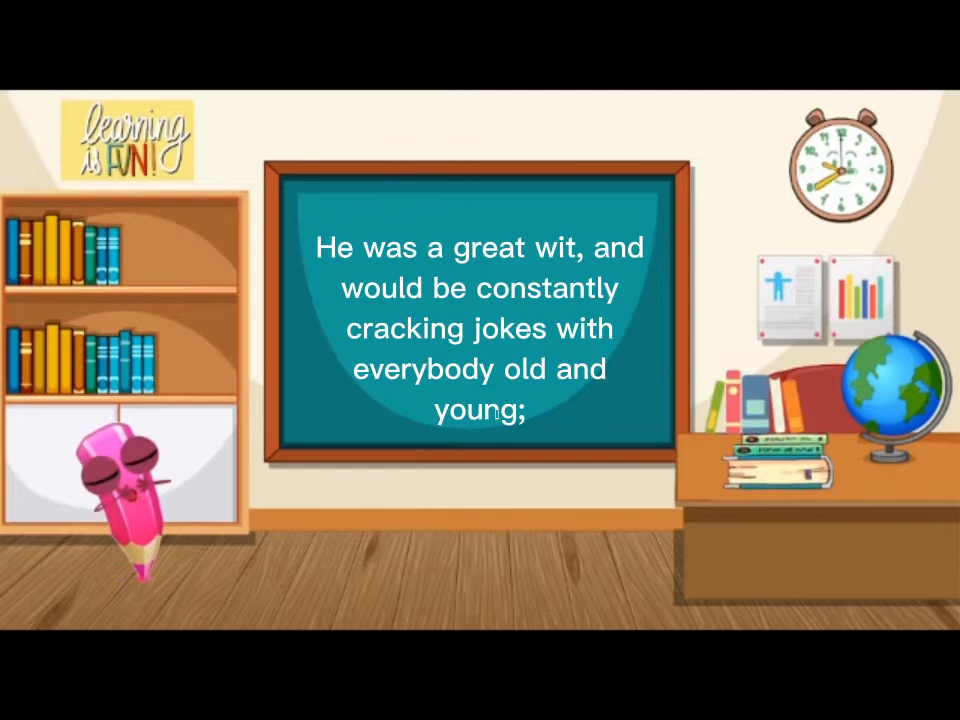 learning
is FUN!
He was a great wit, and
would be constantly
cracking jokes with
everybody old and
young;